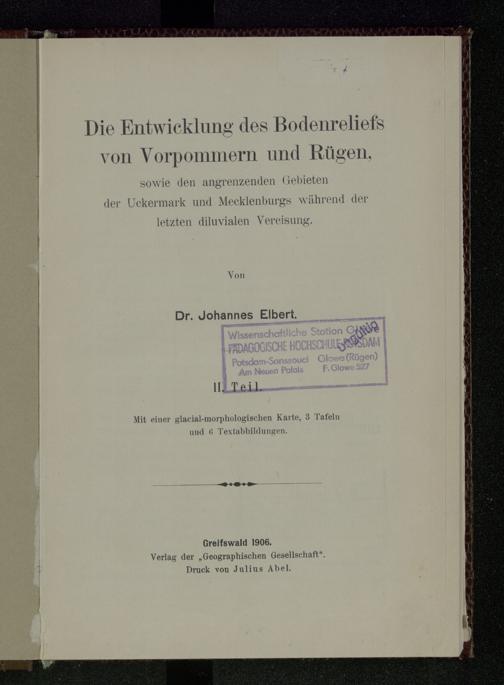 Die Entwicklung des Bodenreliefs
von Vorpommern und Rügen,
sowie den angrenzenden Gebieten
der Uckermark und Mecklenburgs während der
letzten diluvialen Vereisung.
Von
Dr. Johannes Elbert.
Wissenschaftliche Station
PÄDAGOGISCHE HOCHSCHULE POTSDAM
ungültig
Potsdam-Sanssouci Glowe (Rügen)
Am Neuen Palais F. Glowe 327
II. Teil.
Mit einer glacial-morphologischen Karte, 3 Tafeln
und 6 Textabbildungen.
Greifswald 1906.
Verlag der „Geographischen Gesellschaft“.
Druck von Julius Abel.